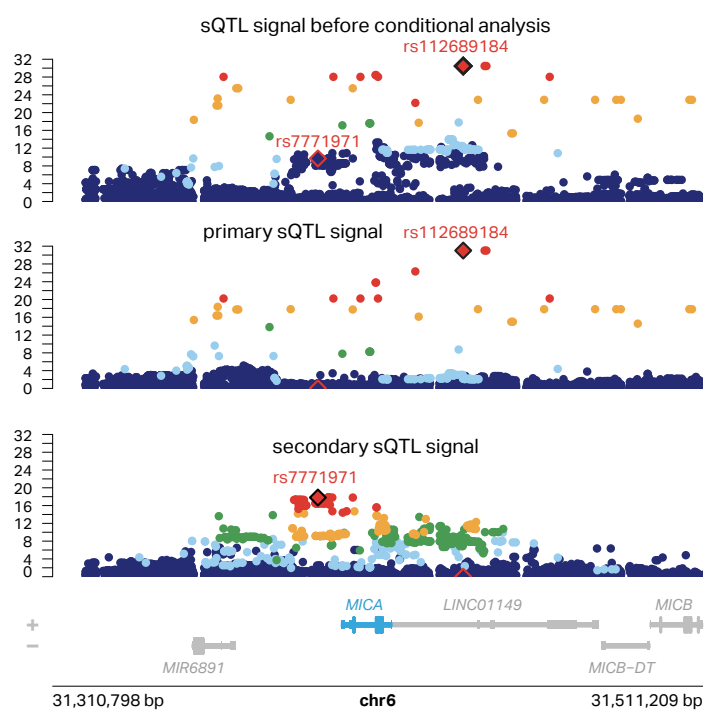 sQTL signal before conditional analysis
rs112689184
32
28
24
20
16
12
8
4
0
rs7771971
primary sQTL signal
rs112689184
32
28
24
20
16
12
8
4
0
secondary sQTL signal
rs7771971
32
28
24
20
16
12
8
4
0
MICA
LINC01149
MICB
+
−
MIR6891
MICB−DT
31,310,798 bp
chr6
31,511,209 bp